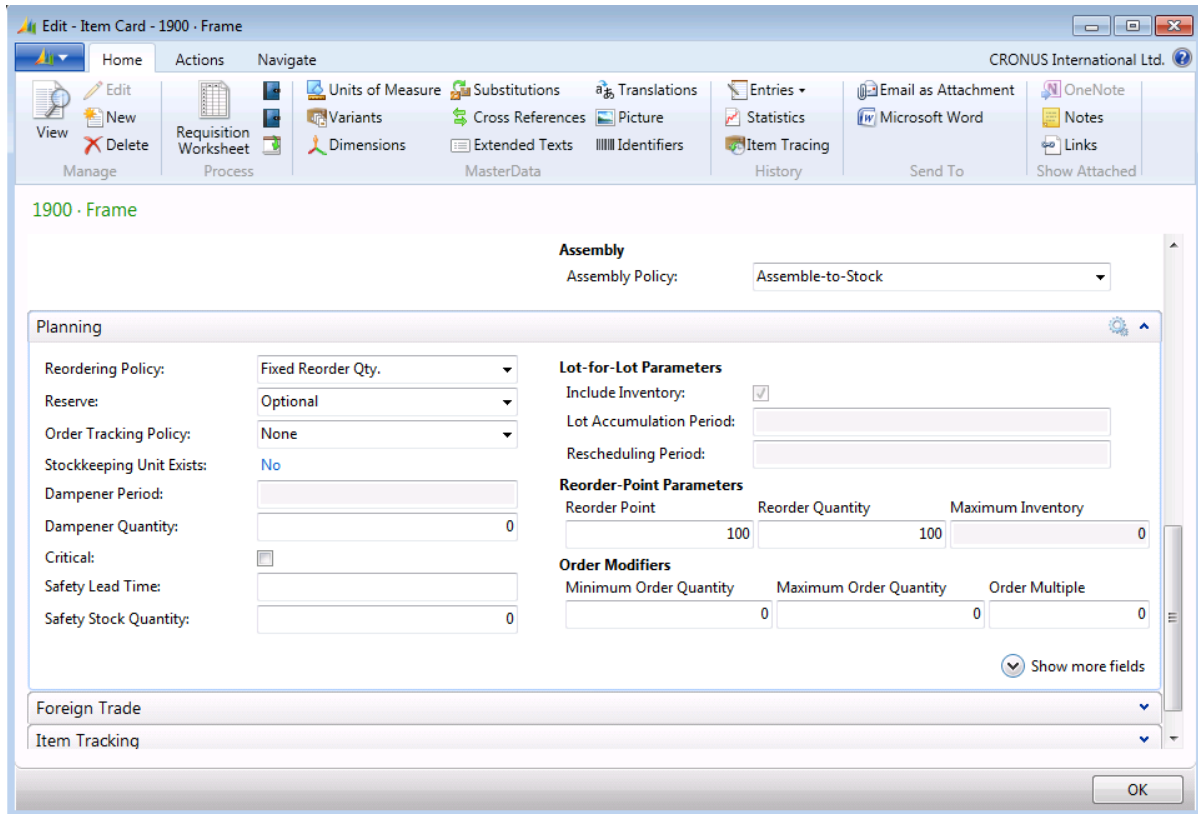 Edit - Item Card - 1900 · Frame
Home Actions Navigate CRONUS International Ltd.
View
Edit
New
Delete
Manage
Requisition Worksheet
Process
Units of Measure Substitutions Translations
Variants Cross References Picture
Dimensions Extended Texts Identifiers
MasterData
Entries
Statistics
Item Tracing
History
Email as Attachment
Microsoft Word
Send To
OneNote
Notes
Links
Show Attached
1900 · Frame
Assembly
Assembly Policy: Assemble-to-Stock
Planning
Reordering Policy: Fixed Reorder Qty.
Reserve: Optional
Order Tracking Policy: None
Stockkeeping Unit Exists: No
Dampener Period:
Dampener Quantity: 0
Critical:
Safety Lead Time:
Safety Stock Quantity: 0
Lot-for-Lot Parameters
Include Inventory:
Lot Accumulation Period:
Rescheduling Period:
Reorder-Point Parameters
Reorder Point Reorder Quantity Maximum Inventory
100 100 0
Order Modifiers
Minimum Order Quantity Maximum Order Quantity Order Multiple
0 0 0
Show more fields
Foreign Trade
Item Tracking
OK